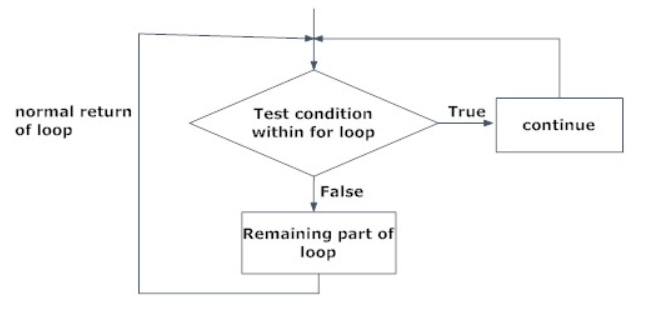 Test condition
within for loop
True
continue
normal return
of loop
False
Remaining part of
loop